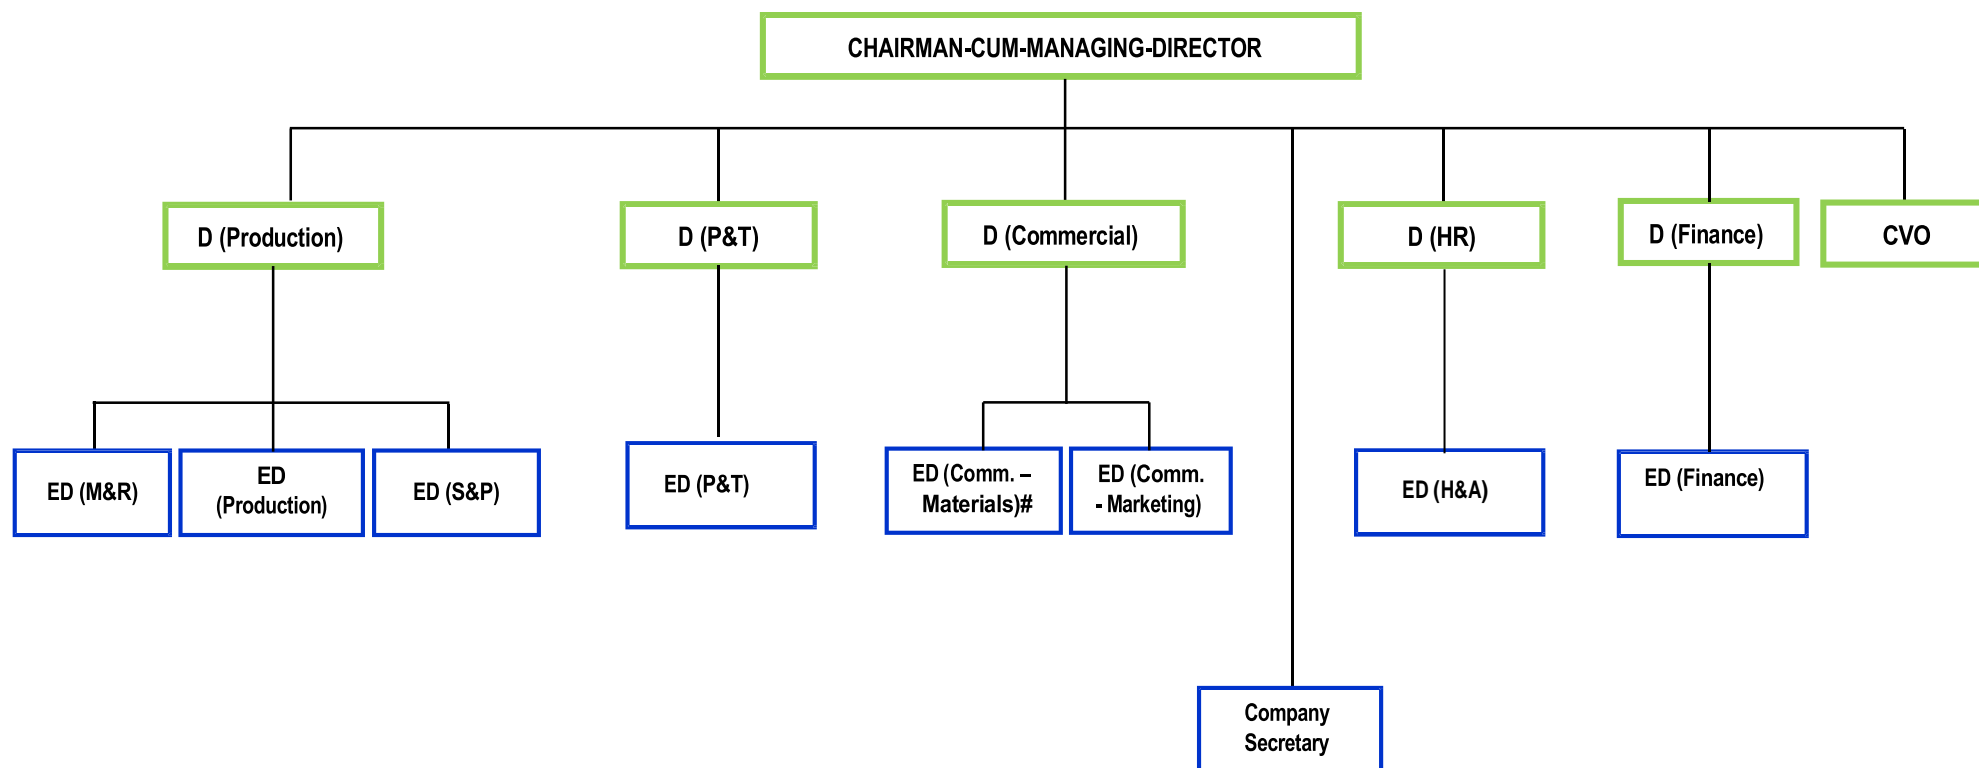 CHAIRMAN-CUM-MANAGING-DIRECTOR
D (Production)
D (P&T)
D (Commercial)
D (HR)
D (Finance)
CVO
ED (M&R)
ED
(Production)
ED (S&P)
ED (P&T)
ED (Comm. –
Materials)#
ED (Comm.
- Marketing)
ED (H&A)
ED (Finance)
Company
Secretary